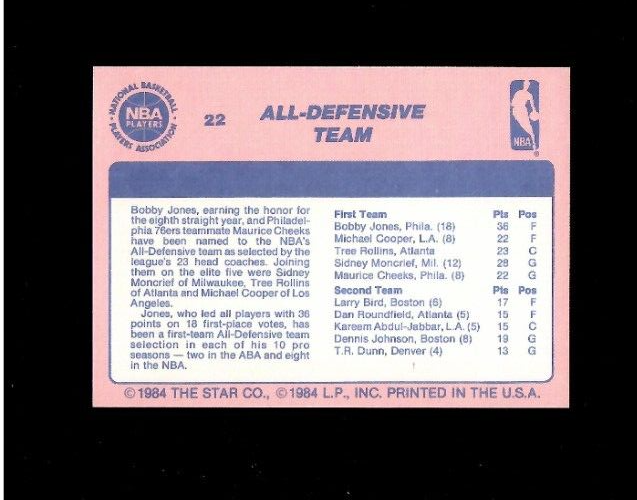 NATIONAL BASKETBALL
NBA
PLAYERS
PLAYERS ASSOCIATION
22
ALL-DEFENSIVE
TEAM
NBA
Bobby Jones, earning the honor for
the eighth straight year, and Philadel-
phia 76ers teammate Maurice Cheeks
have been named to the NBA's
All-Defensive team as selected by the
league's 23 head coaches. Joining
them on the elite five were Sidney
Moncrief of Milwaukee, Tree Rollins
of Atlanta and Michael Cooper of Los
Angeles.
Jones, who led all players with 36
points on 18 first-place votes, has
been a first-team All-Defensive team
selection in each of his 10 pro
seasons — two in the ABA and eight
in the NBA.
First Team Pts Pos
Bobby Jones, Phila. (18) 36 F
Michael Cooper, L.A. (8) 22 F
Tree Rollins, Atlanta 23 C
Sidney Moncrief, Mil. (12) 28 G
Maurice Cheeks, Phila. (8) 22 G
Second Team Pts Pos
Larry Bird, Boston (6) 17 F
Dan Roundfield, Atlanta (5) 15 F
Kareem Abdul-Jabbar, L.A. (5) 15 C
Dennis Johnson, Boston (8) 19 G
T.R. Dunn, Denver (4) 13 G
© 1984 THE STAR CO., © 1984 L.P., INC. PRINTED IN THE U.S.A.